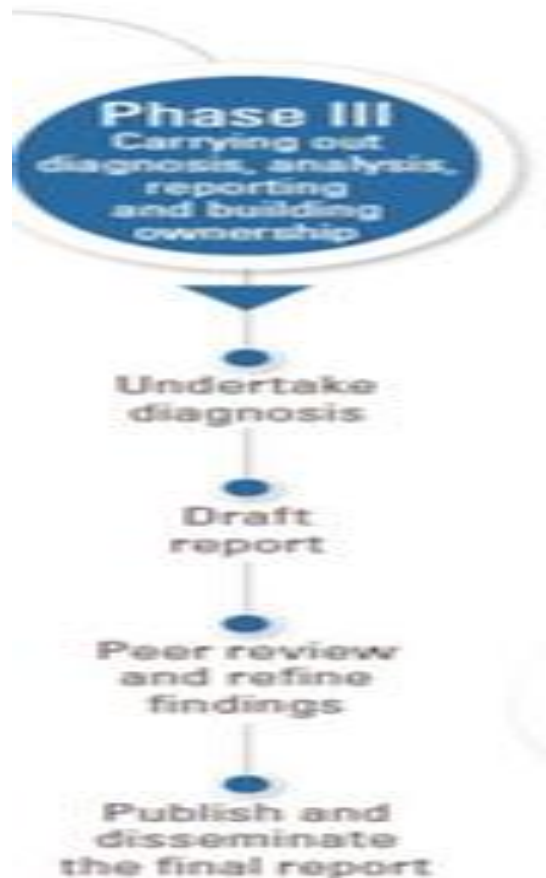 Phase III
Carrying out
diagnosis, analysis,
reporting
and building
ownership
Undertake
diagnosis
Draft
report
Peer review
and refine
findings
Publish and
disseminate
the final report